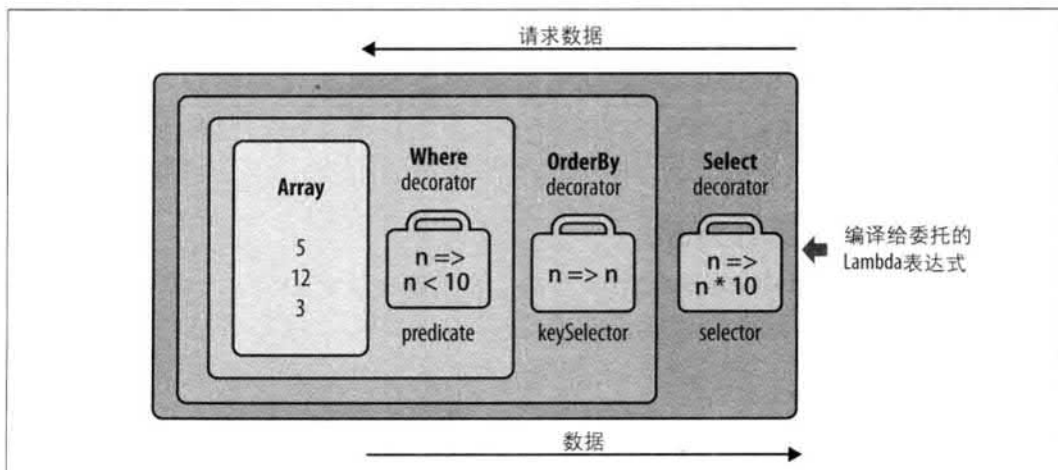 请求数据
Array
5
12
3
Where
decorator
n =>
n < 10
predicate
OrderBy
decorator
n => n
keySelector
Select
decorator
n =>
n * 10
selector
编译给委托的
Lambda表达式
数据